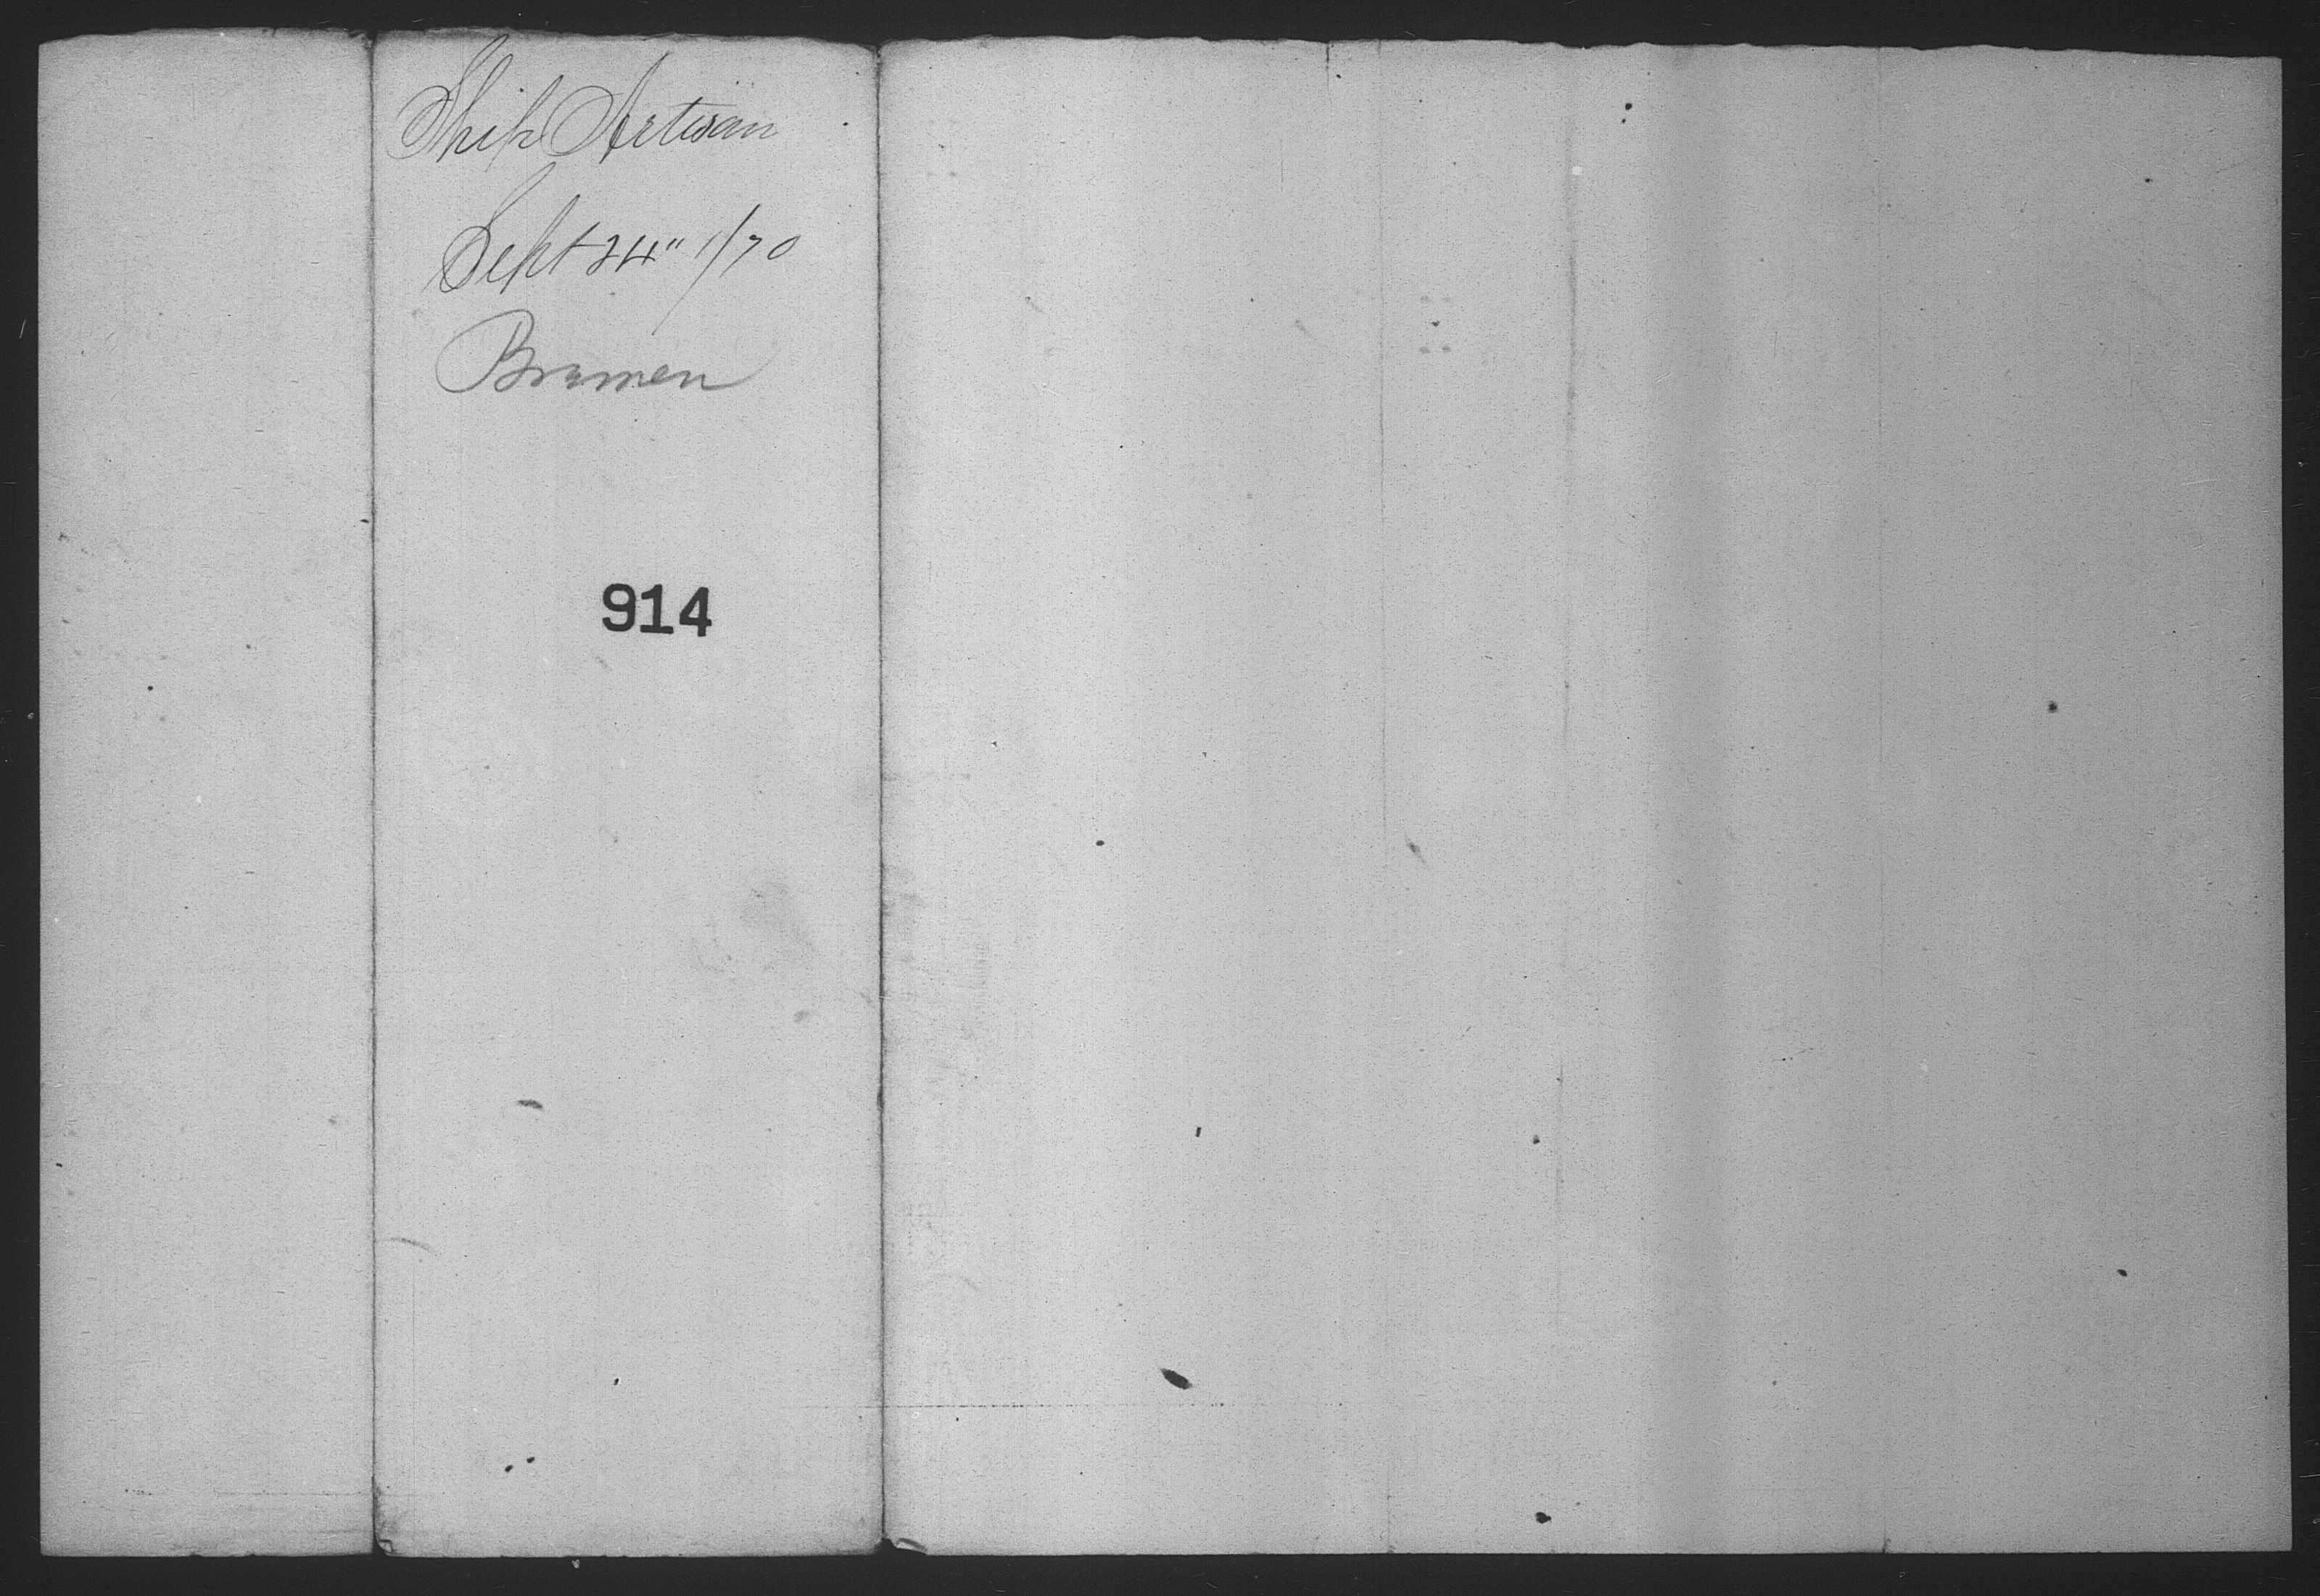 Ship Artisan
Sept 24" 1/70
Bremen
914